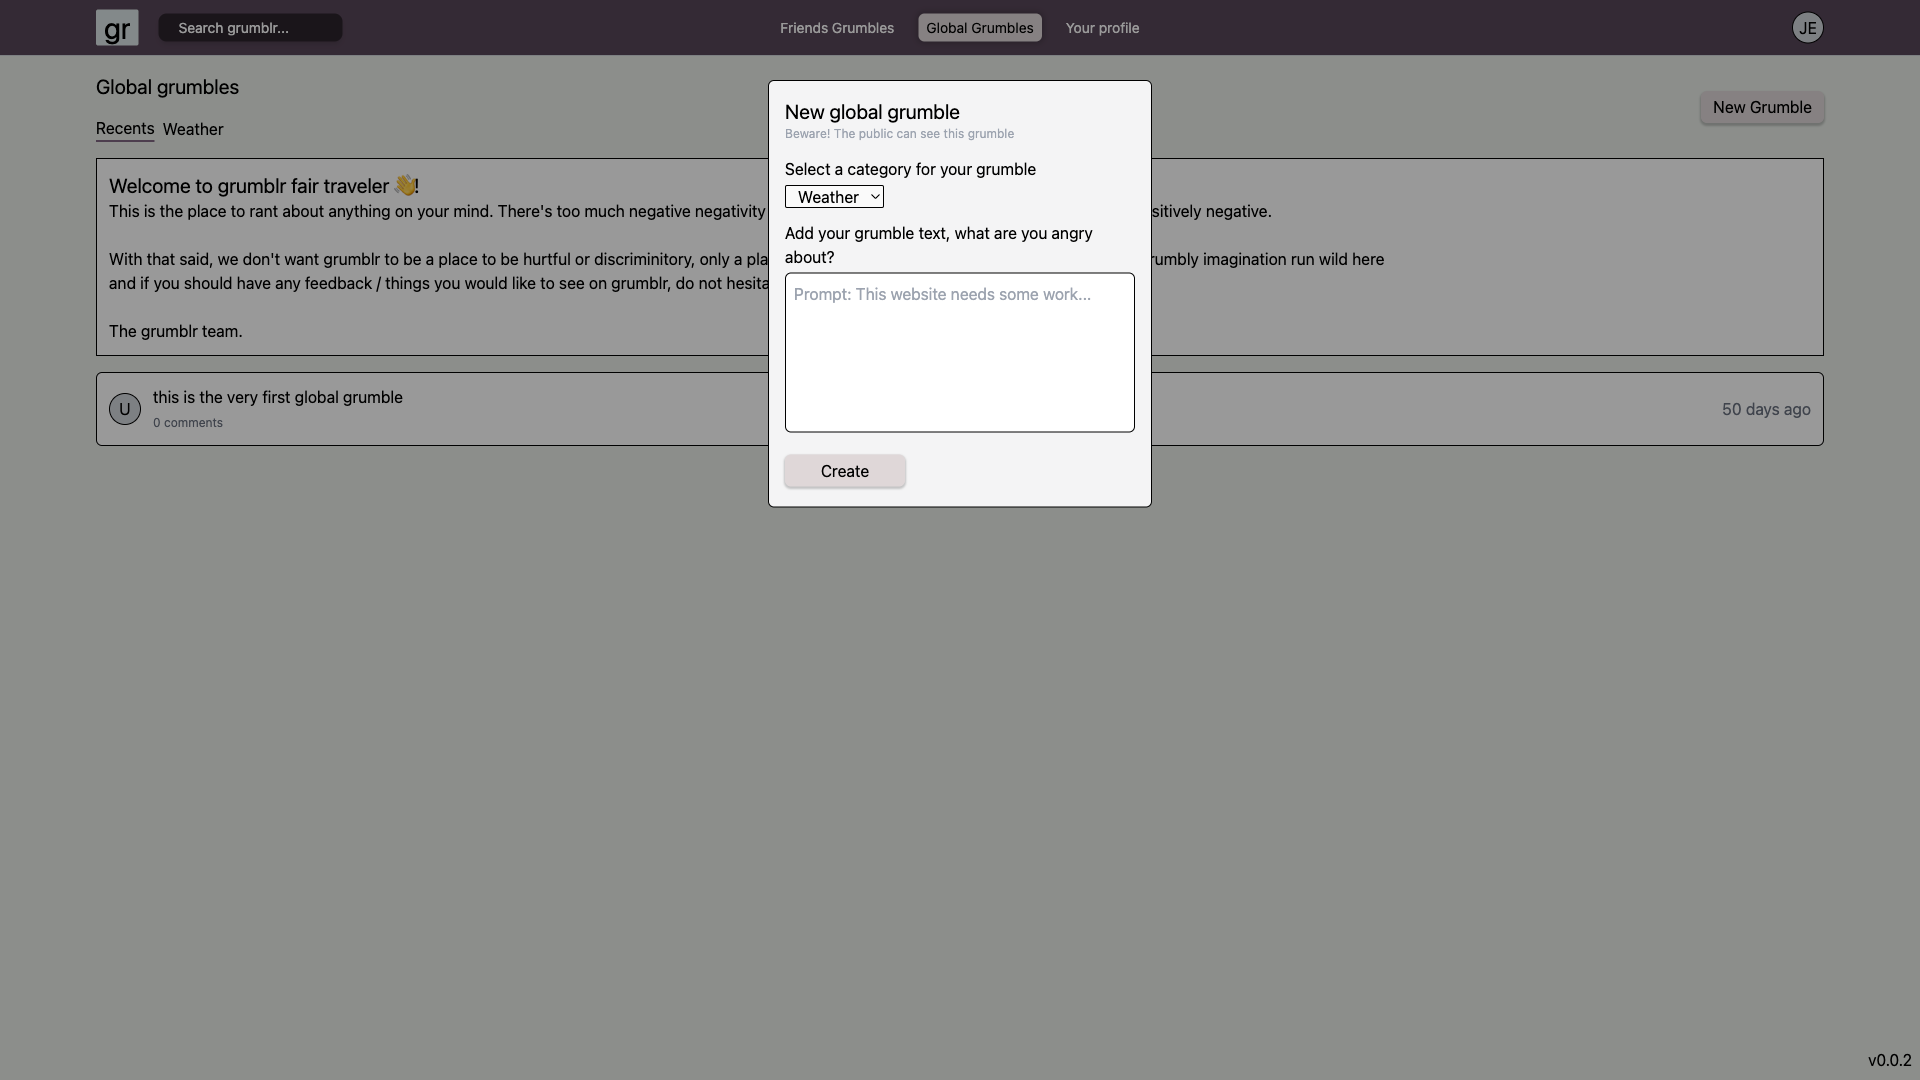 gr
Search grumblr...
Friends Grumbles
Global Grumbles
Your profile
JE
Global grumbles
New Grumble
Recents
Weather
Welcome to grumblr fair traveler 👋!
This is the place to rant about anything on your mind. There's too much negative negativity
sitively negative.
With that said, we don't want grumblr to be a place to be hurtful or discriminitory, only a pla
rumbly imagination run wild here
and if you should have any feedback / things you would like to see on grumblr, do not hesita
The grumblr team.
U
this is the very first global grumble
0 comments
50 days ago
New global grumble
Beware! The public can see this grumble
Select a category for your grumble
Weather
Add your grumble text, what are you angry
about?
Prompt: This website needs some work...
Create
v0.0.2